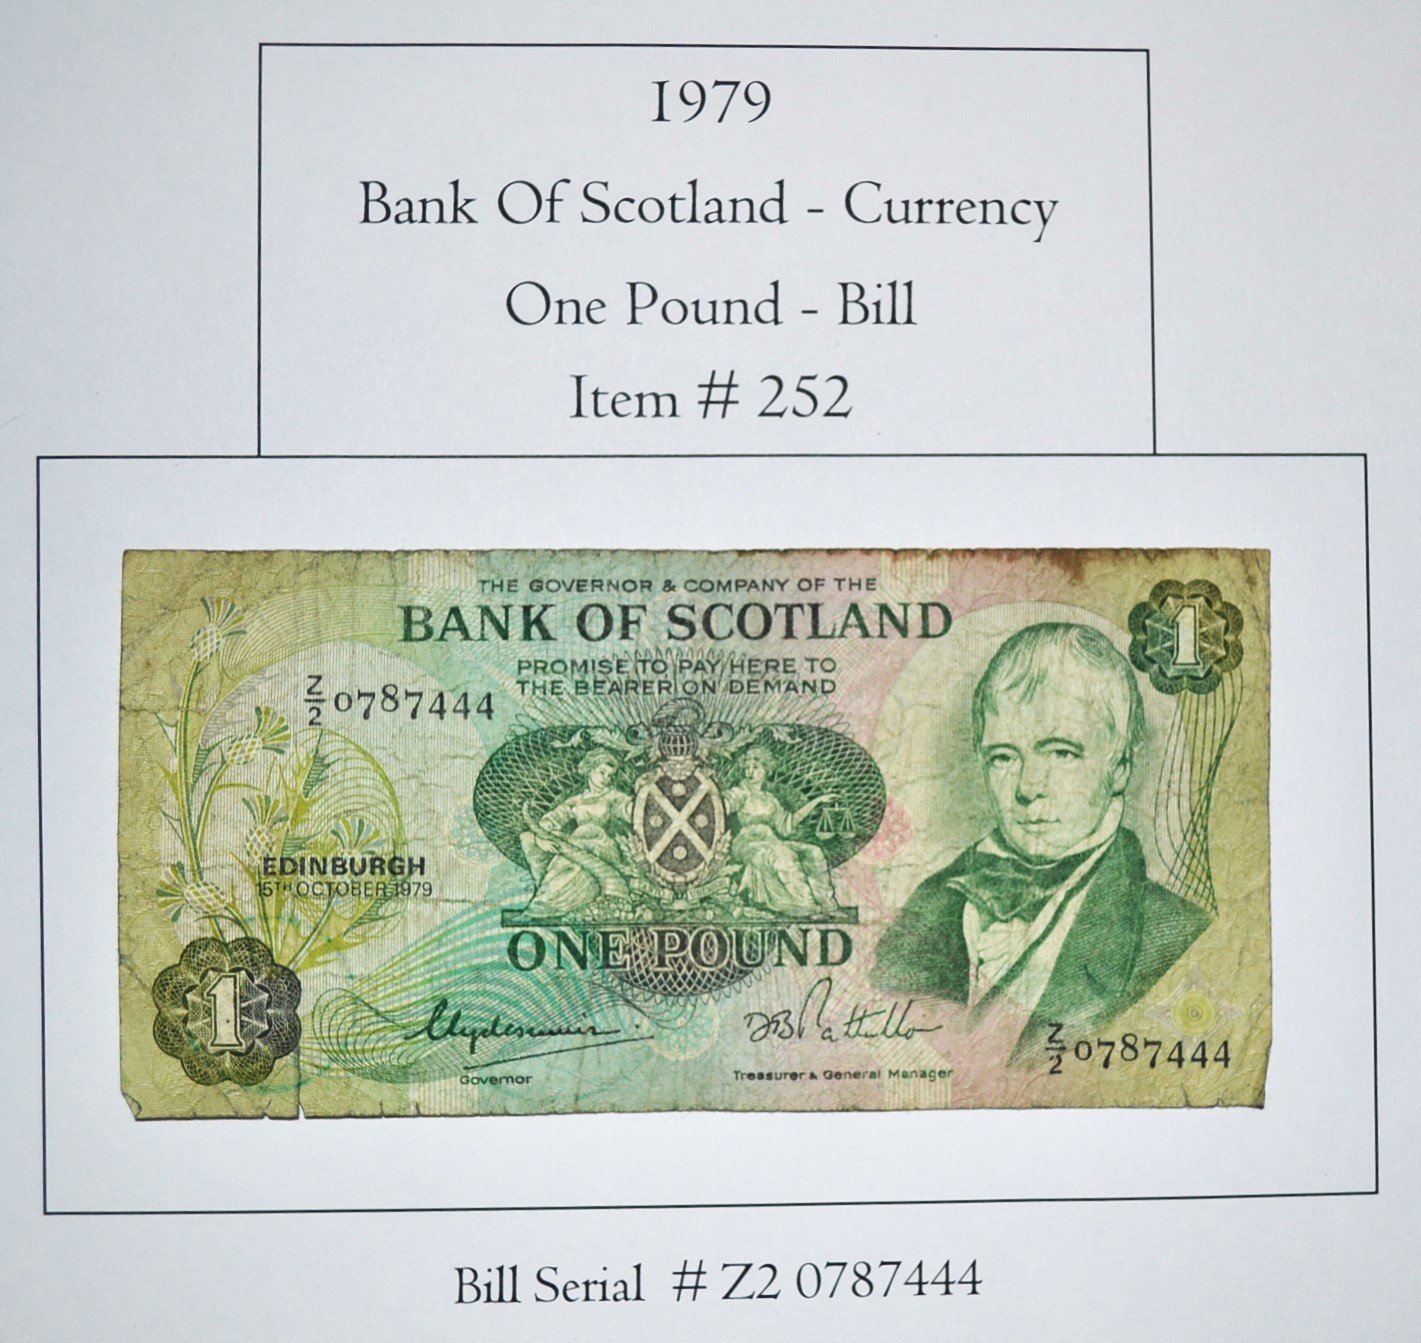 1979
Bank Of Scotland - Currency
One Pound - Bill
Item # 252
THE GOVERNOR & COMPANY OF THE
BANK OF SCOTLAND
PROMISE TO PAY HERE TO
THE BEARER ON DEMAND
1
Z/2 0787444
EDINBURGH
15TH OCTOBER 1979
ONE POUND
1
Clydesmuir
Governor
D B Pattullo
Treasurer & General Manager
Z/2 0787444
Bill Serial # Z2 0787444